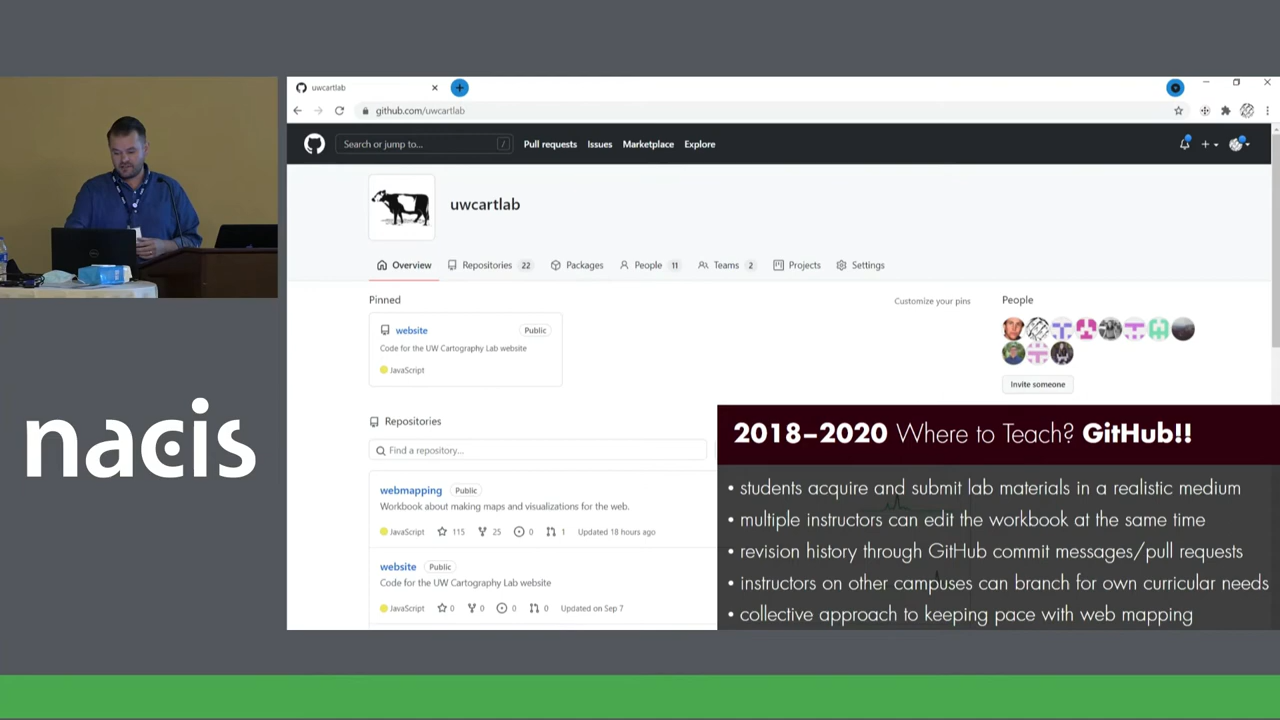 uwcartlab
github.com/uwcartlab
Search or jump to... /
Pull requests Issues Marketplace Explore
uwcartlab
Overview Repositories 22 Packages People 11 Teams 2 Projects Settings
Pinned
Customize your pins
People
website Public
Code for the UW Cartography Lab website
JavaScript
Invite someone
Repositories
Find a repository...
webmapping Public
Workbook about making maps and visualizations for the web.
JavaScript 115 25 0 1 Updated 18 hours ago
website Public
Code for the UW Cartography Lab website
JavaScript 0 0 0 0 Updated on Sep 7
2018–2020 Where to Teach? GitHub!!
• students acquire and submit lab materials in a realistic medium
• multiple instructors can edit the workbook at the same time
• revision history through GitHub commit messages/pull requests
• instructors on other campuses can branch for own curricular needs
• collective approach to keeping pace with web mapping
nacis